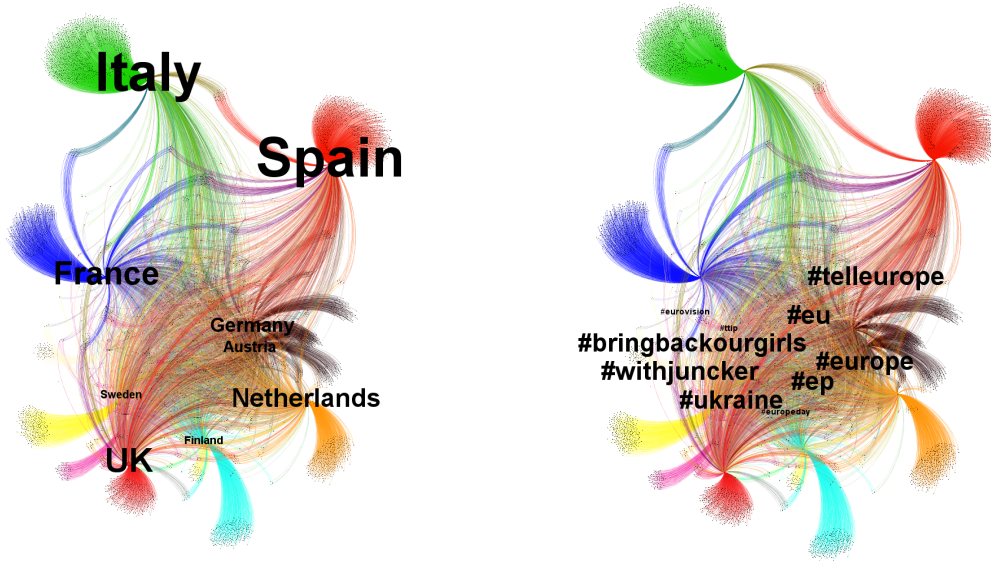 Italy
Spain
France
Germany
Austria
Sweden
Netherlands
Finland
UK
#telleurope
#eurovision
#eu
#ttip
#bringbackourgirls
#europe
#withjuncker
#ep
#ukraine
#europeday